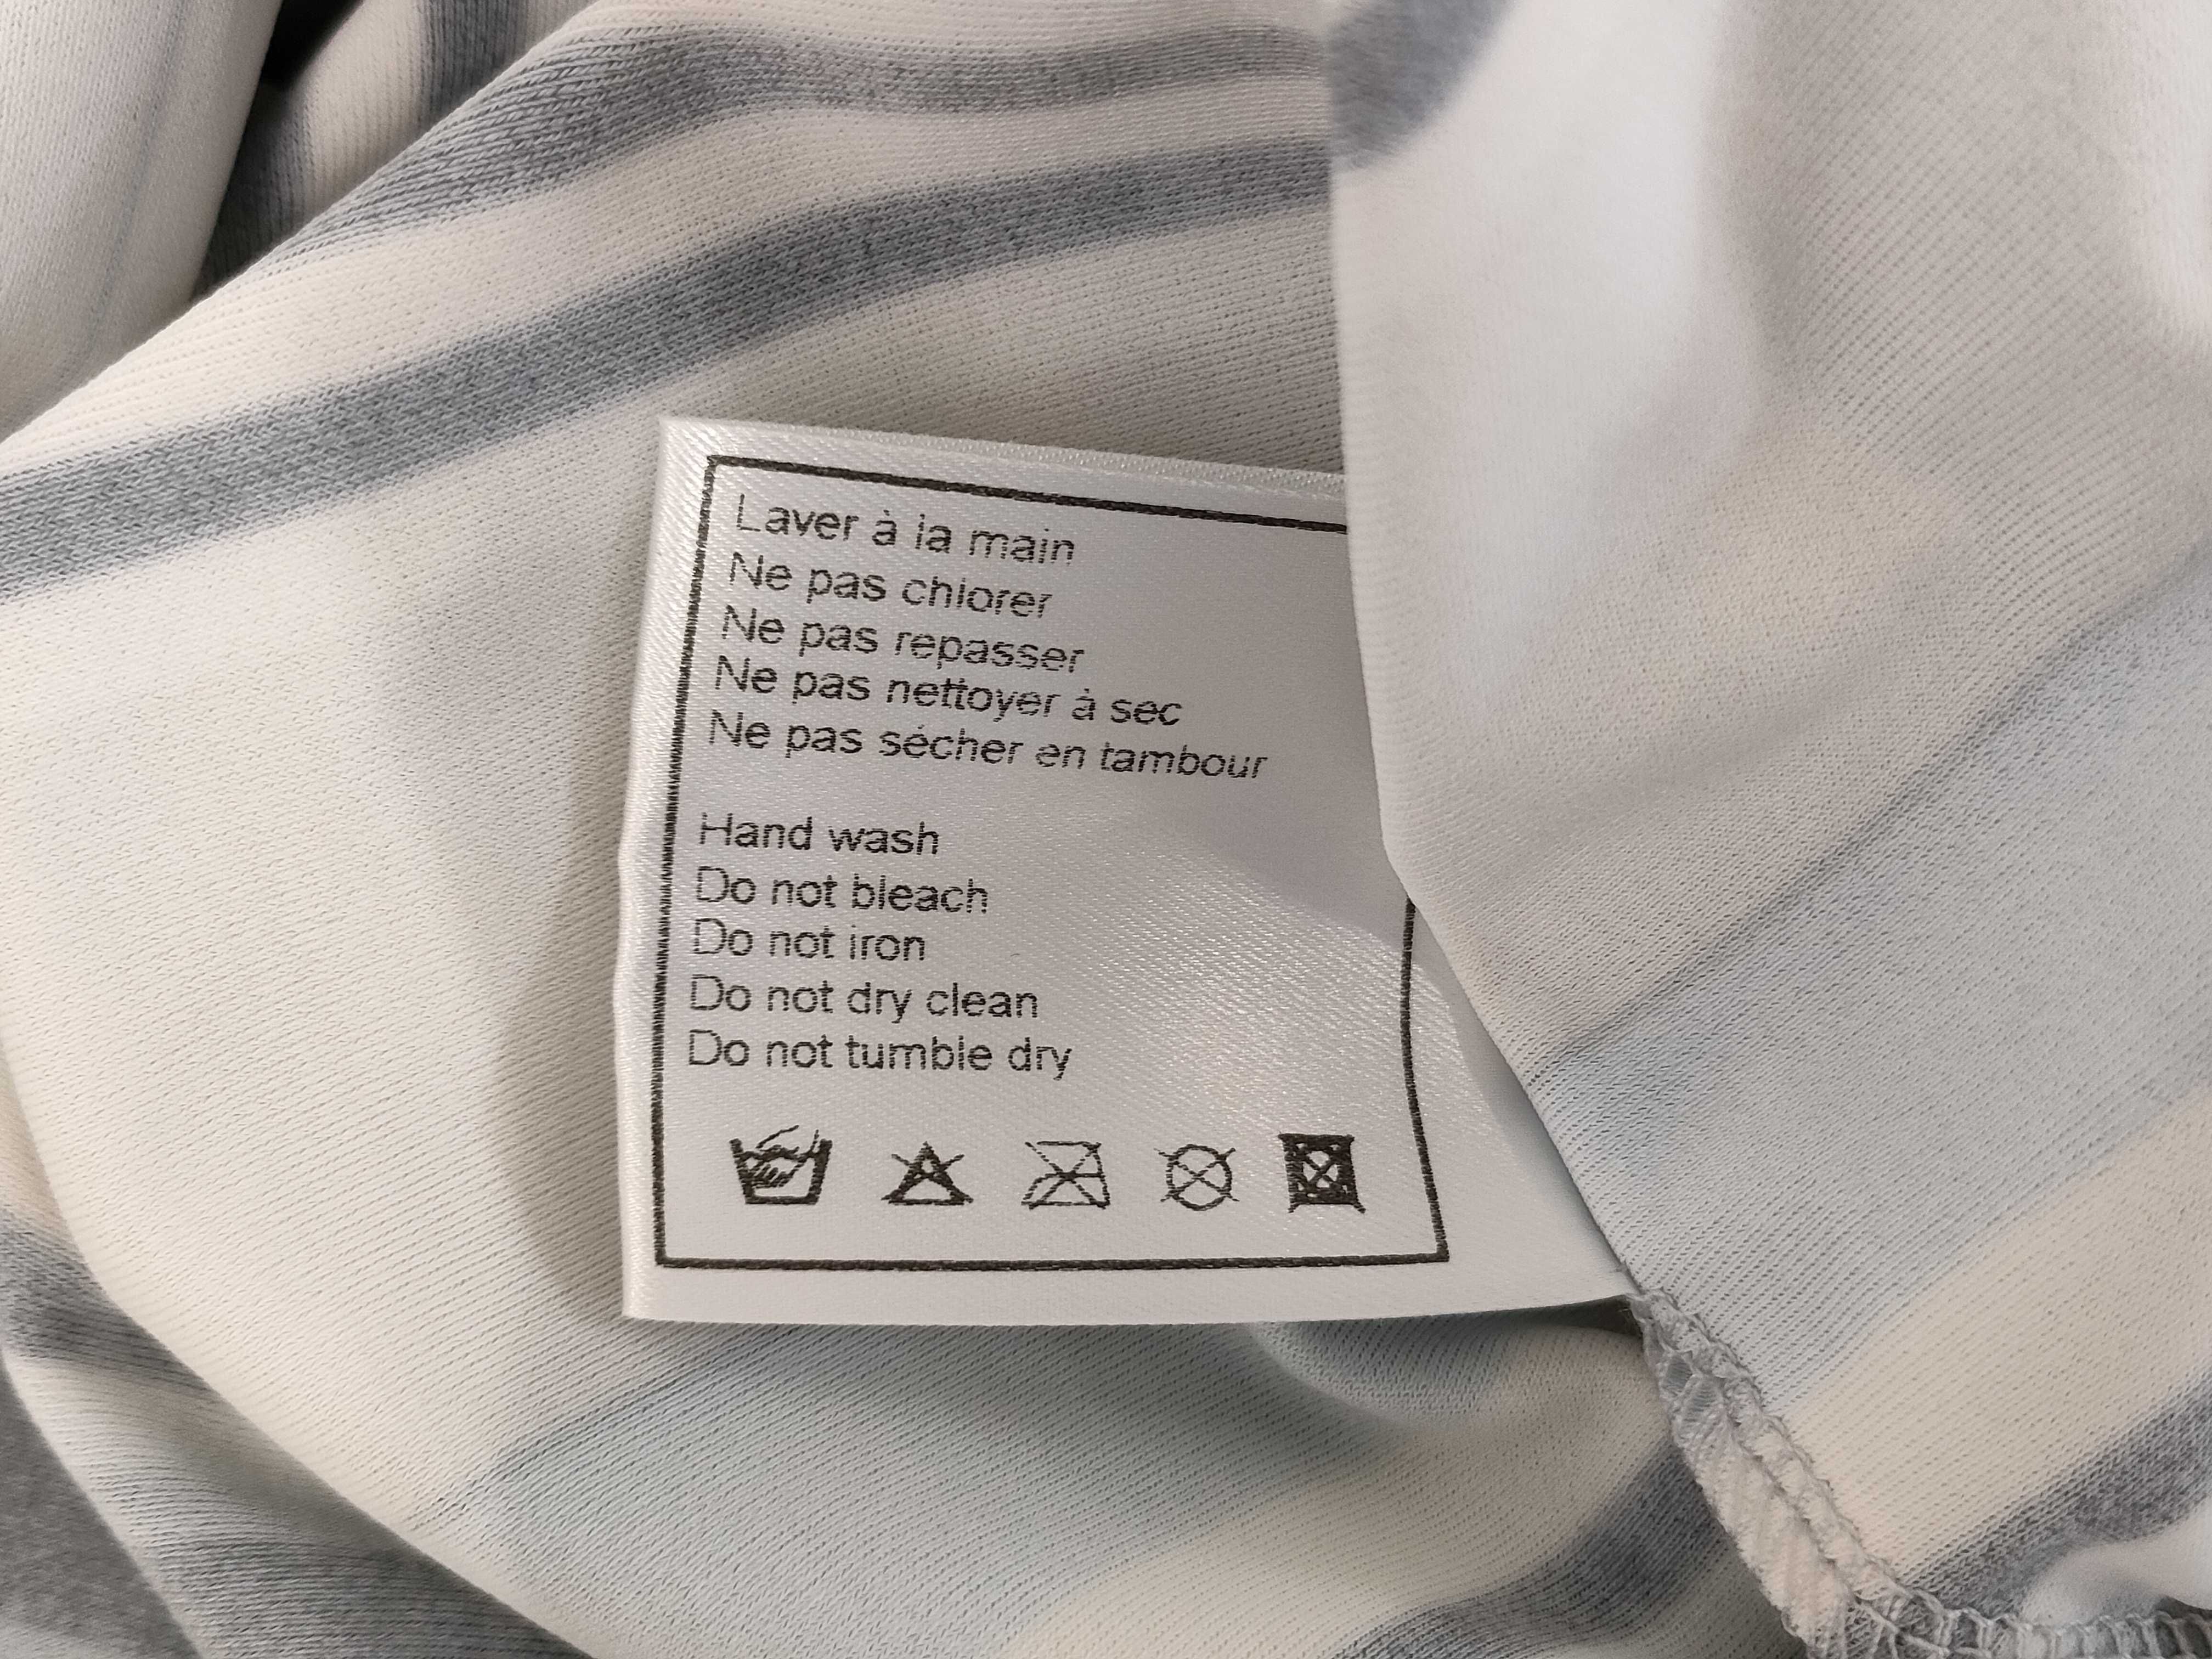 Laver à la main
Ne pas chlorer
Ne pas repasser
Ne pas nettoyer à sec
Ne pas sécher en tambour
Hand wash
Do not bleach
Do not iron
Do not dry clean
Do not tumble dry